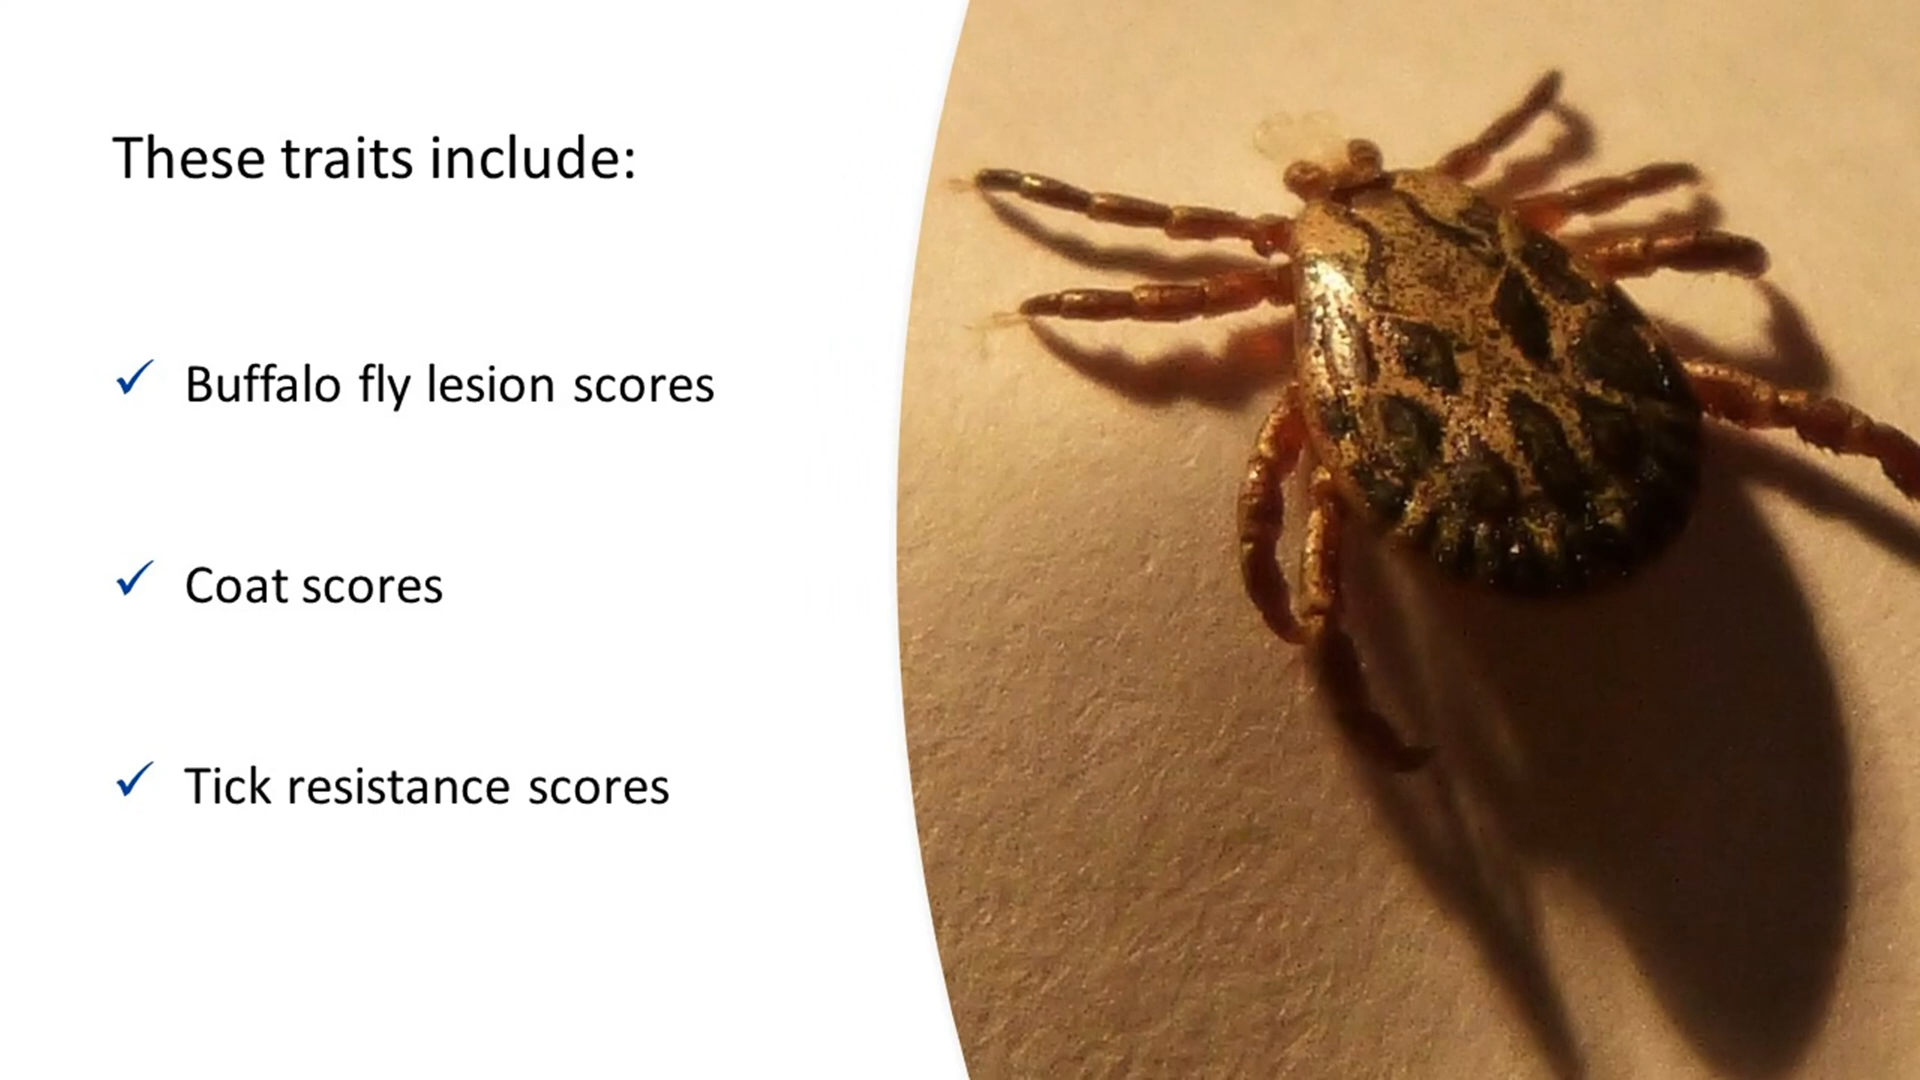 These traits include:
✓ Buffalo fly lesion scores
✓ Coat scores
✓ Tick resistance scores